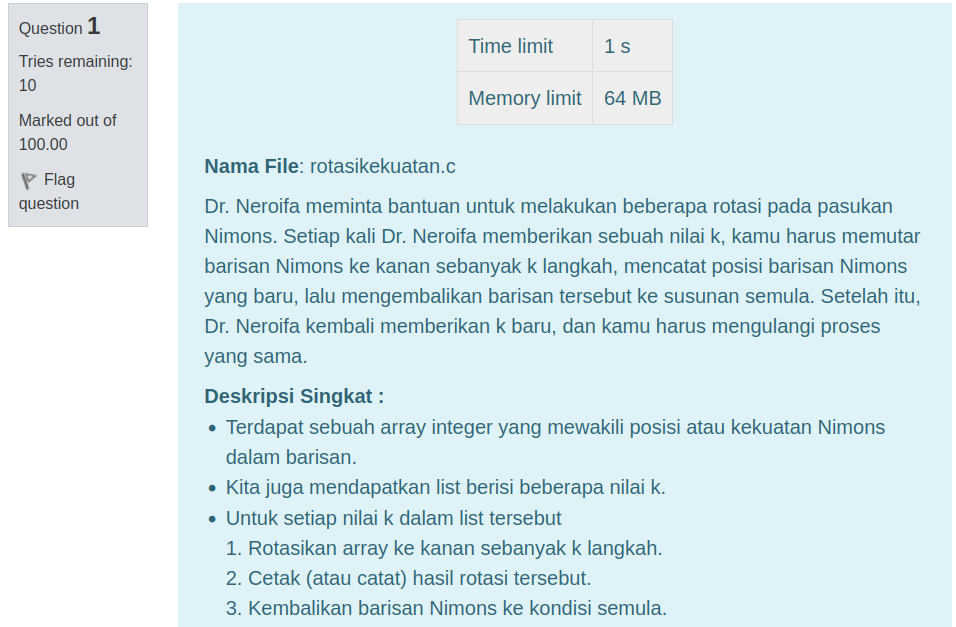 Question 1
Tries remaining:
10
Marked out of
100.00
Flag
question
Time limit 1 s
Memory limit 64 MB
Nama File: rotasikekuatan.c
Dr. Neroifa meminta bantuan untuk melakukan beberapa rotasi pada pasukan
Nimons. Setiap kali Dr. Neroifa memberikan sebuah nilai k, kamu harus memutar
barisan Nimons ke kanan sebanyak k langkah, mencatat posisi barisan Nimons
yang baru, lalu mengembalikan barisan tersebut ke susunan semula. Setelah itu,
Dr. Neroifa kembali memberikan k baru, dan kamu harus mengulangi proses
yang sama.
Deskripsi Singkat :
• Terdapat sebuah array integer yang mewakili posisi atau kekuatan Nimons
dalam barisan.
• Kita juga mendapatkan list berisi beberapa nilai k.
• Untuk setiap nilai k dalam list tersebut
1. Rotasikan array ke kanan sebanyak k langkah.
2. Cetak (atau catat) hasil rotasi tersebut.
3. Kembalikan barisan Nimons ke kondisi semula.